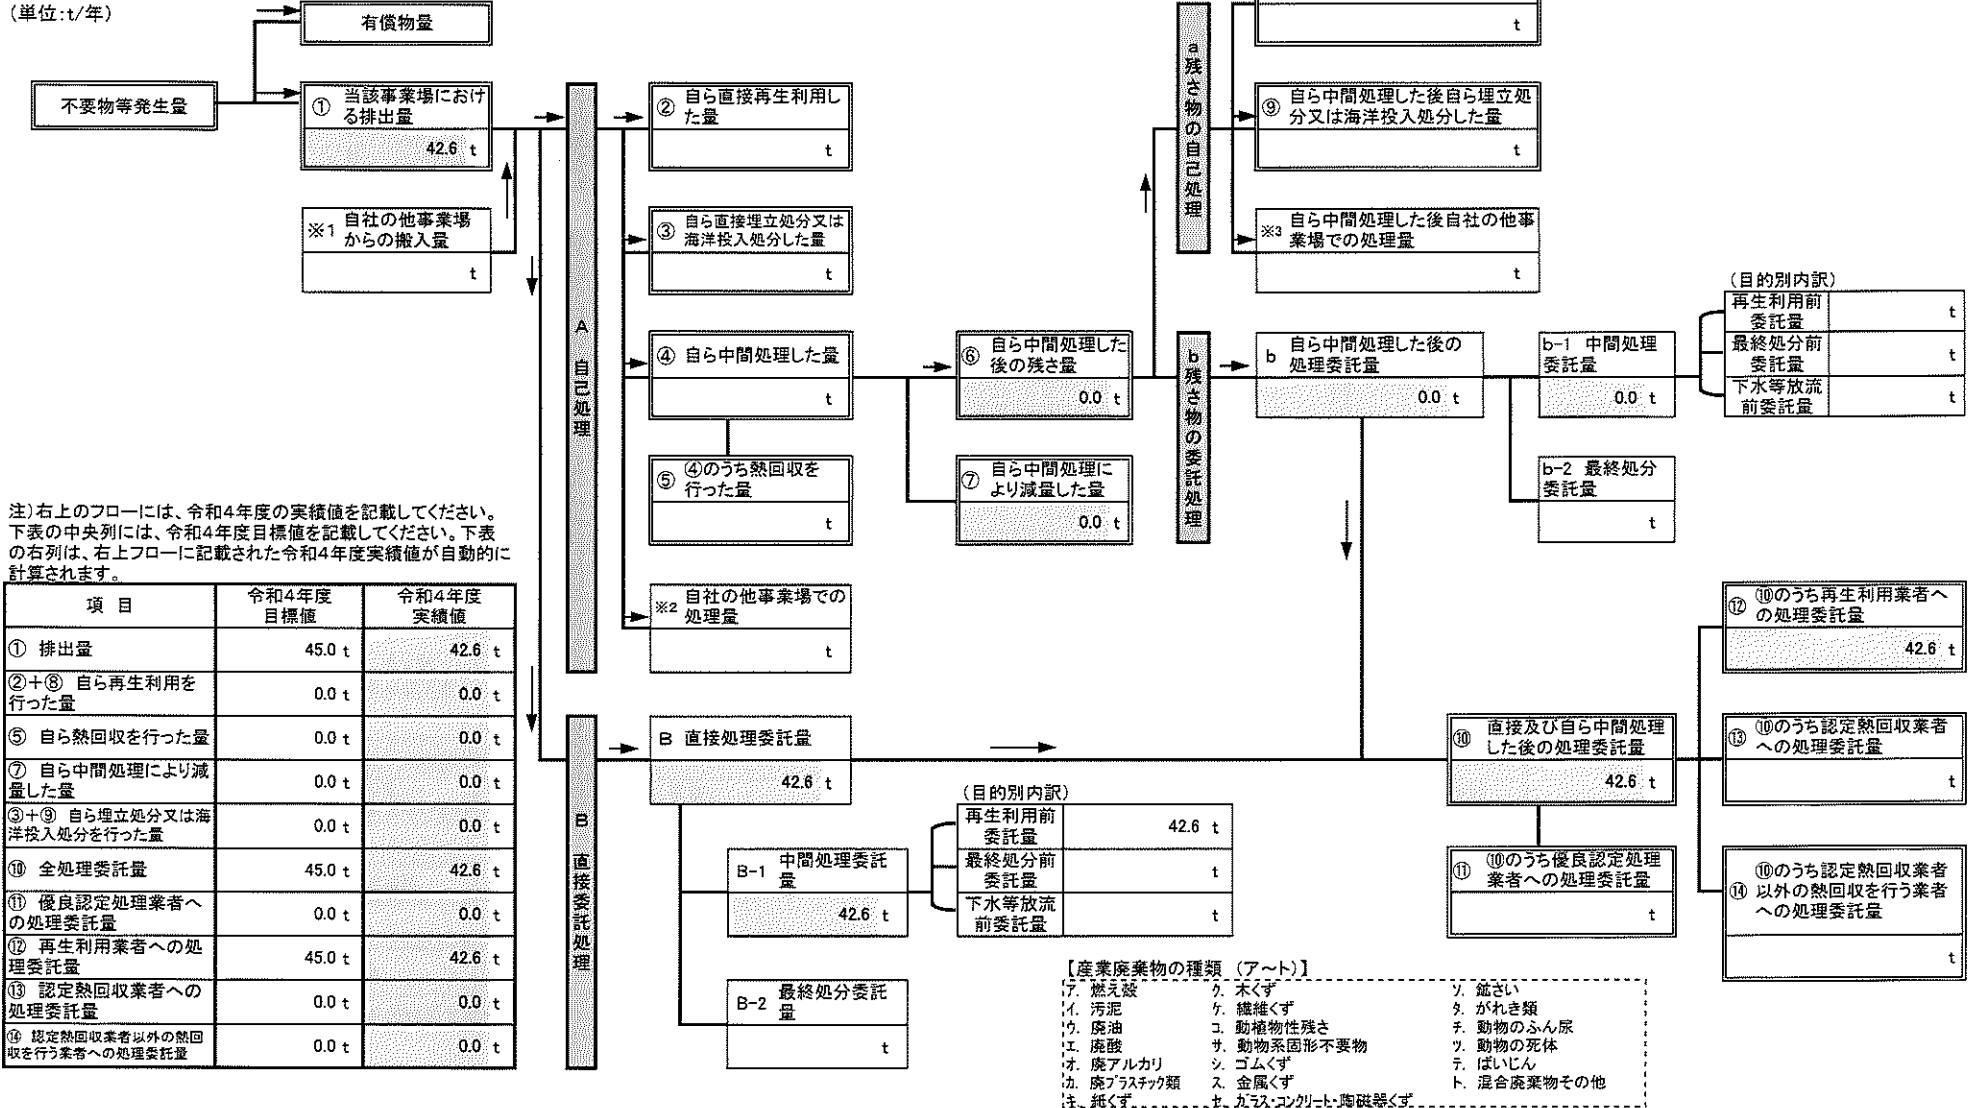 (単位:t/年)
有償物量
不要物等発生量
① 当該事業場におけ
る排出量
42.6 t
※1 自社の他事業場
からの搬入量
t
A 自己処理
② 自ら直接再生利用し
た量
t
③ 自ら直接埋立処分又は
海洋投入処分した量
t
④ 自ら中間処理した量
t
⑤ ④のうち熱回収を
行った量
t
※2 自社の他事業場での
処理量
t
⑥ 自ら中間処理した
後の残さ量
0.0 t
⑦ 自ら中間処理に
より減量した量
0.0 t
a 残さ物の自己処理
t
⑨ 自ら中間処理した後自ら埋立処
分又は海洋投入処分した量
t
※3 自ら中間処理した後自社の他事
業場での処理量
t
b 残さ物の委託処理
b 自ら中間処理した後の
処理委託量
0.0 t
b-1 中間処理
委託量
0.0 t
b-2 最終処分
委託量
t
(目的別内訳)
再生利用前
委託量 t
最終処分前
委託量 t
下水等放流
前委託量 t
注)右上のフローには、令和4年度の実績値を記載してください。
下表の中央列には、令和4年度目標値を記載してください。下表
の右列は、右上フローに記載された令和4年度実績値が自動的に
計算されます。
項 目 令和4年度
目標値 令和4年度
実績値
① 排出量 45.0 t 42.6 t
②+⑧ 自ら再生利用を
行った量 0.0 t 0.0 t
⑤ 自ら熱回収を行った量 0.0 t 0.0 t
⑦ 自ら中間処理により減
量した量 0.0 t 0.0 t
③+⑨ 自ら埋立処分又は海
洋投入処分を行った量 0.0 t 0.0 t
⑩ 全処理委託量 45.0 t 42.6 t
⑪ 優良認定処理業者へ
の処理委託量 0.0 t 0.0 t
⑫ 再生利用業者への処
理委託量 45.0 t 42.6 t
⑬ 認定熱回収業者への
処理委託量 0.0 t 0.0 t
⑭ 認定熱回収業者以外の熱回
収を行う業者への処理委託量 0.0 t 0.0 t
B 直接委託処理
B 直接処理委託量
42.6 t
B-1 中間処理委託
量
42.6 t
B-2 最終処分委託
量
t
(目的別内訳)
再生利用前
委託量 42.6 t
最終処分前
委託量 t
下水等放流
前委託量 t
⑩ 直接及び自ら中間処理
した後の処理委託量
42.6 t
⑪ ⑩のうち優良認定処理
業者への処理委託量
t
⑫ ⑩のうち再生利用業者へ
の処理委託量
42.6 t
⑬ ⑩のうち認定熱回収業者
への処理委託量
t
⑭ ⑩のうち認定熱回収業者
以外の熱回収を行う業者
への処理委託量
t
【産業廃棄物の種類 (ア~ト)】
ア. 燃え殻 ク. 木くず ソ. 鉱さい
イ. 汚泥 ケ. 繊維くず タ. がれき類
ウ. 廃油 コ. 動植物性残さ チ. 動物のふん尿
エ. 廃酸 サ. 動物系固形不要物 ツ. 動物の死体
オ. 廃アルカリ シ. ゴムくず テ. ばいじん
カ. 廃プラスチック類 ス. 金属くず ト. 混合廃棄物その他
キ. 紙くず セ. ガラス・コンクリート・陶磁器くず